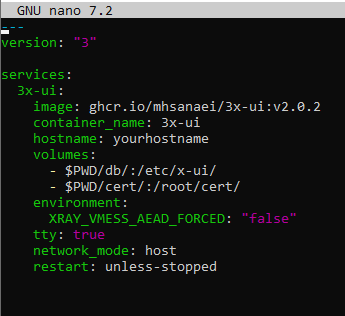 GNU nano 7.2
---
version: "3"
services:
  3x-ui:
    image: ghcr.io/mhsanaei/3x-ui:v2.0.2
    container_name: 3x-ui
    hostname: yourhostname
    volumes:
      - $PWD/db/:/etc/x-ui/
      - $PWD/cert/:/root/cert/
    environment:
      XRAY_VMESS_AEAD_FORCED: "false"
    tty: true
    network_mode: host
    restart: unless-stopped